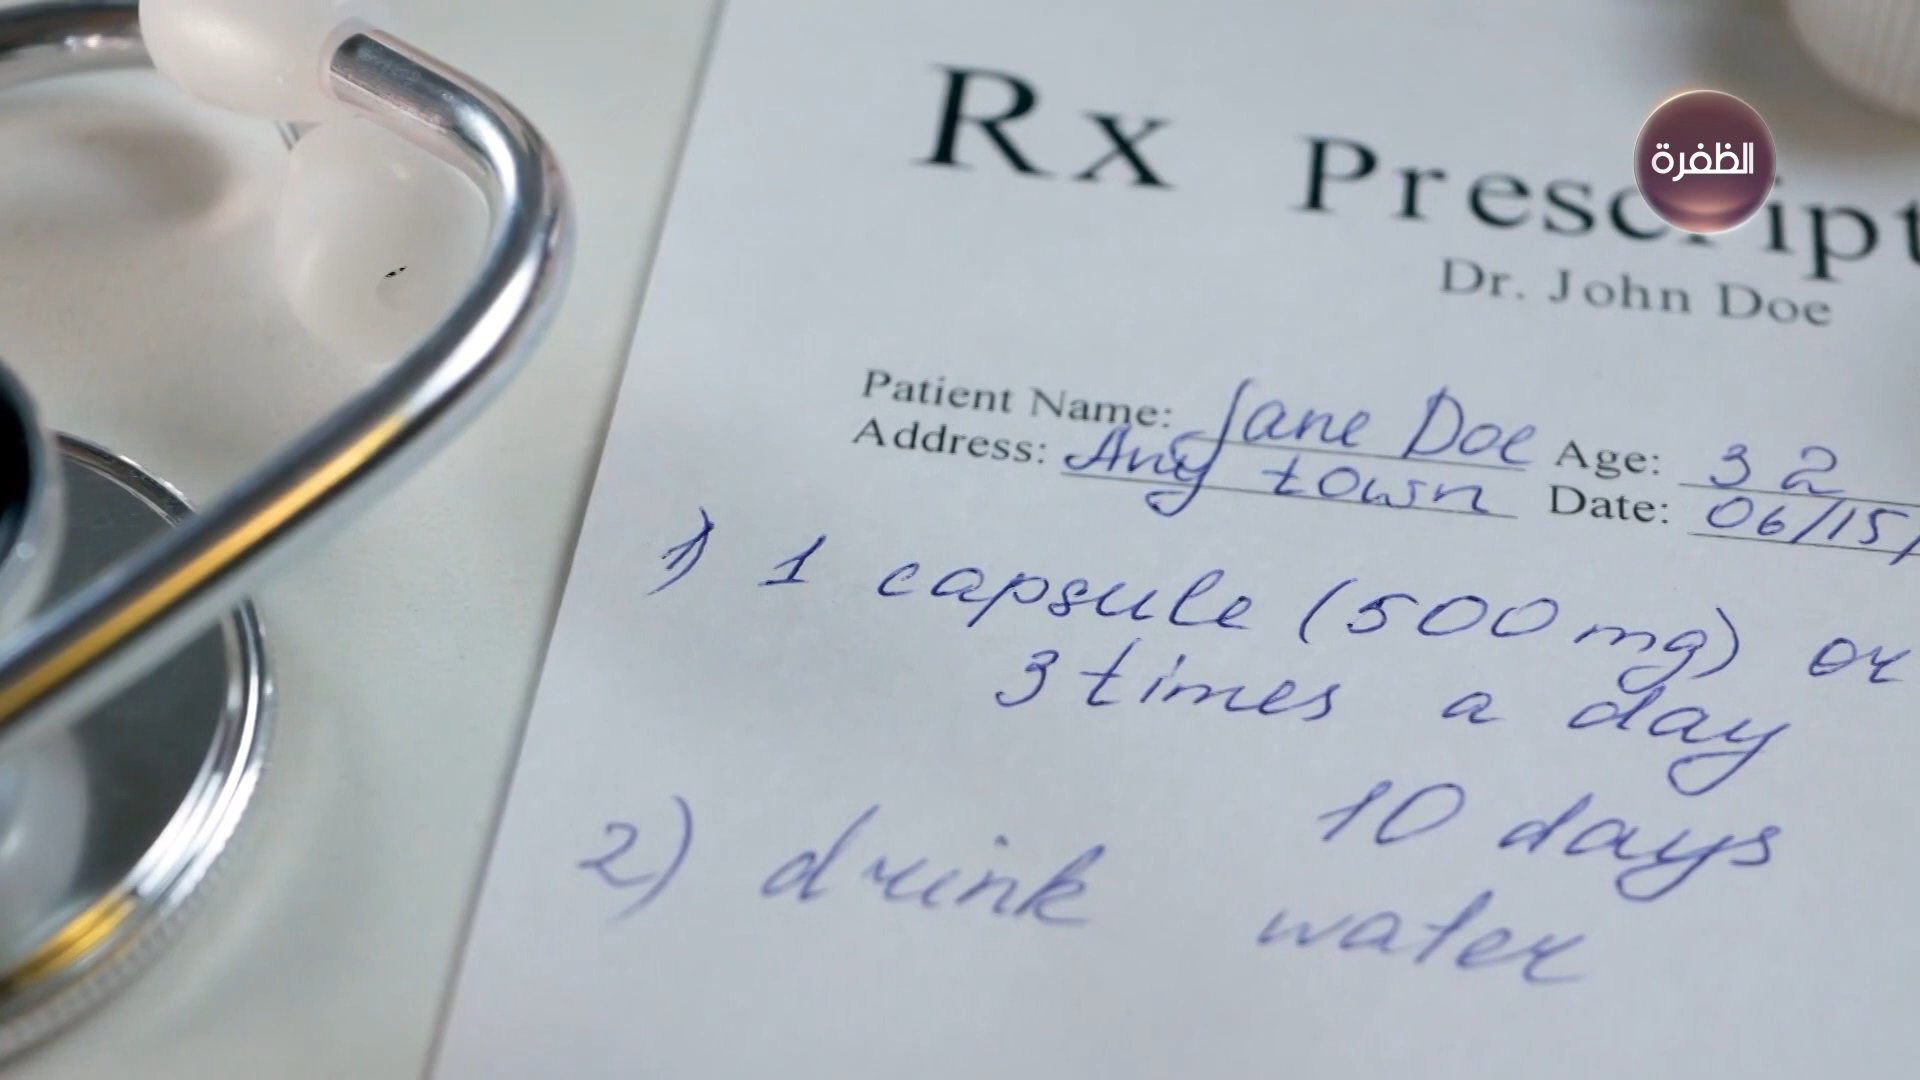 الظفرة
Rx Prescript
Dr. John Doe
Patient Name: Jane Doe Age: 32
Address: Any town Date: 06/15/
1) 1 capsule (500 mg) or
3 times a day
10 days
2) drink water